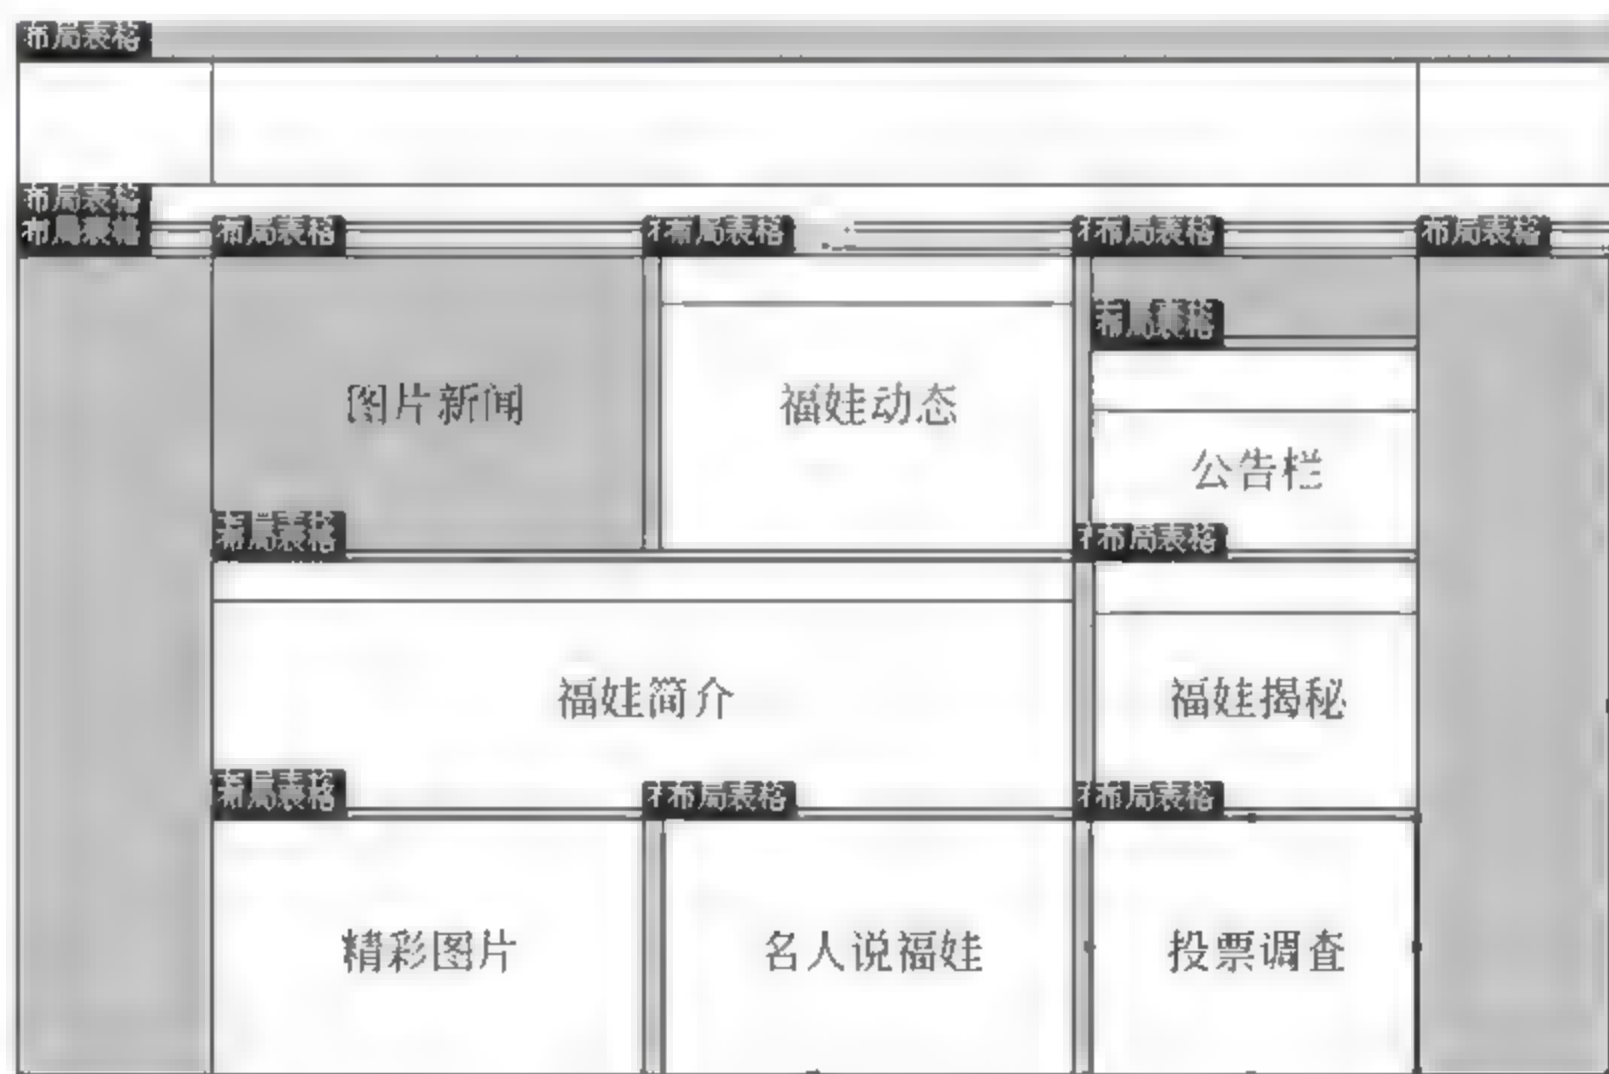 布局表格
布局表格
布局表格 布局表格 布局表格 布局表格 布局表格
布局表格
图片新闻 福娃动态
公告栏
布局表格 布局表格
福娃简介 福娃揭秘
布局表格 布局表格 布局表格
精彩图片 名人说福娃 投票调查